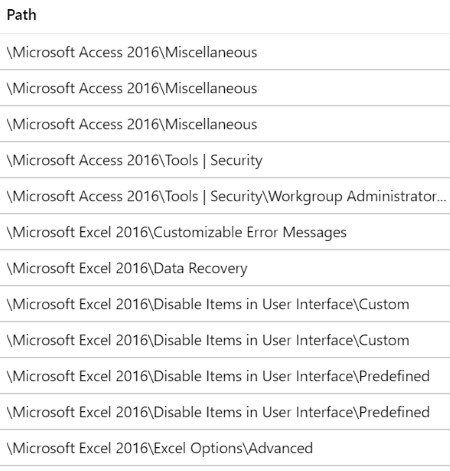 Path
\Microsoft Access 2016\Miscellaneous
\Microsoft Access 2016\Miscellaneous
\Microsoft Access 2016\Miscellaneous
\Microsoft Access 2016\Tools | Security
\Microsoft Access 2016\Tools | Security\Workgroup Administrator...
\Microsoft Excel 2016\Customizable Error Messages
\Microsoft Excel 2016\Data Recovery
\Microsoft Excel 2016\Disable Items in User Interface\Custom
\Microsoft Excel 2016\Disable Items in User Interface\Custom
\Microsoft Excel 2016\Disable Items in User Interface\Predefined
\Microsoft Excel 2016\Disable Items in User Interface\Predefined
\Microsoft Excel 2016\Excel Options\Advanced